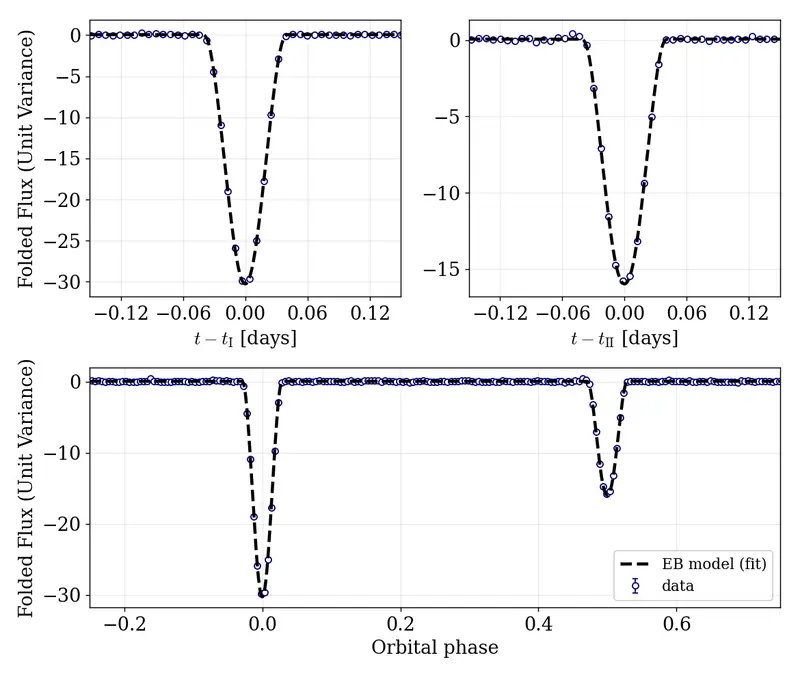 Folded Flux (Unit Variance)
0
−5
−10
−15
−20
−25
−30
−0.12 −0.06 0.00 0.06 0.12
t − tI [days]
0
−5
−10
−15
−0.12 −0.06 0.00 0.06 0.12
t − tII [days]
Folded Flux (Unit Variance)
0
−10
−20
−30
−0.2 0.0 0.2 0.4 0.6
Orbital phase
EB model (fit)
data